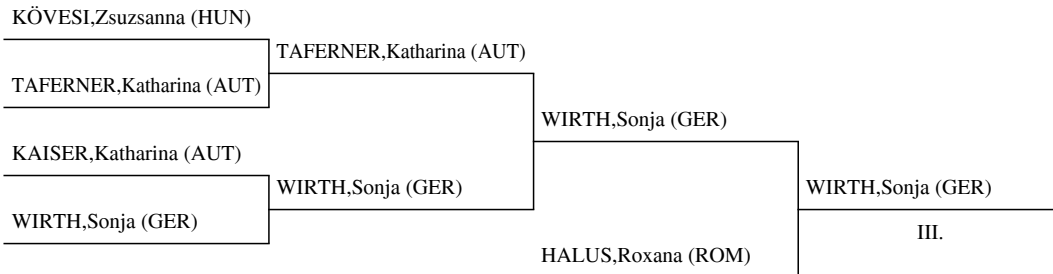 KÖVESI,Zsuzsanna (HUN)
TAFERNER,Katharina (AUT)
TAFERNER,Katharina (AUT)
WIRTH,Sonja (GER)
KAISER,Katharina (AUT)
WIRTH,Sonja (GER)
WIRTH,Sonja (GER)
WIRTH,Sonja (GER)
III.
HALUS,Roxana (ROM)